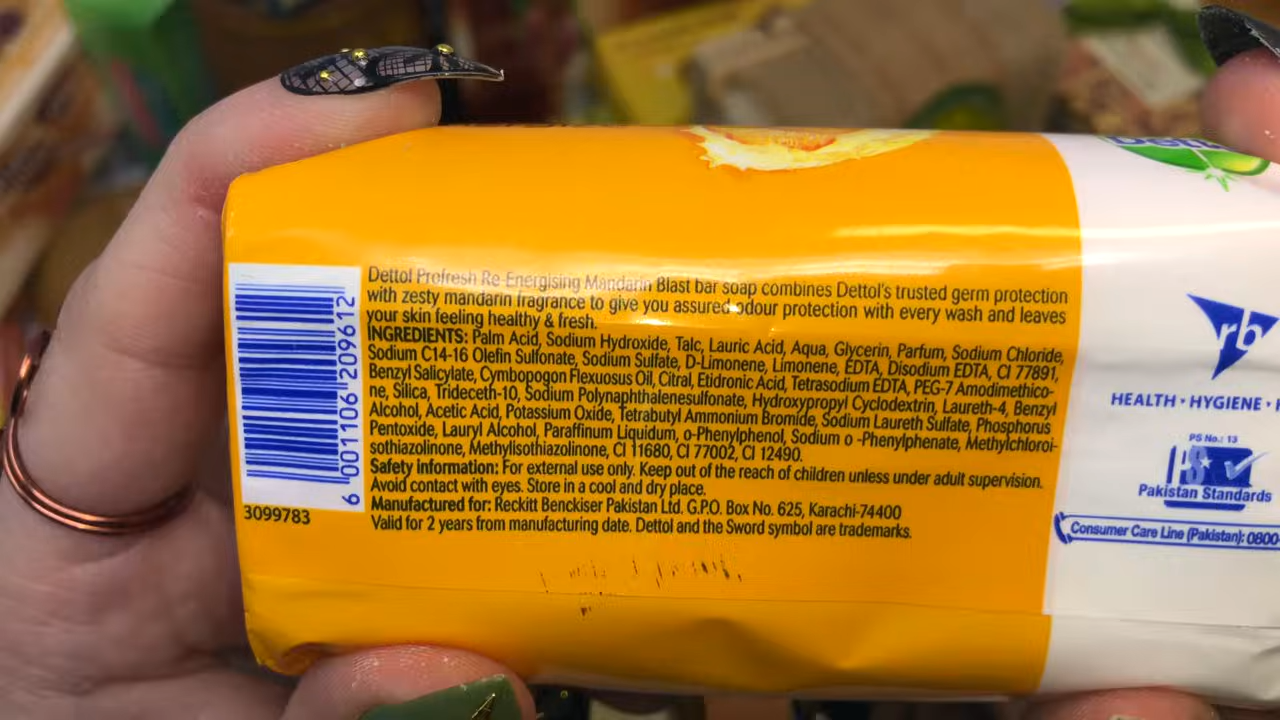 Dettol Profresh Re-Energising Mandarin Blast bar soap combines Dettol's trusted germ protection
with zesty mandarin fragrance to give you assured odour protection with every wash and leaves
your skin feeling healthy & fresh.
INGREDIENTS: Palm Acid, Sodium Hydroxide, Talc, Lauric Acid, Aqua, Glycerin, Parfum, Sodium Chloride,
Sodium C14-16 Olefin Sulfonate, Sodium Sulfate, D-Limonene, Limonene, EDTA, Disodium EDTA, CI 77891,
Benzyl Salicylate, Cymbopogon Flexuosus Oil, Citral, Etidronic Acid, Tetrasodium EDTA, PEG-7 Amodimethico-
ne, Silica, Trideceth-10, Sodium Polynaphthalenesulfonate, Hydroxypropyl Cyclodextrin, Laureth-4, Benzyl
Alcohol, Acetic Acid, Potassium Oxide, Tetrabutyl Ammonium Bromide, Sodium Laureth Sulfate, Phosphorus
Pentoxide, Lauryl Alcohol, Paraffinum Liquidum, o-Phenylphenol, Sodium o -Phenylphenate, Methylchloroi-
sothiazolinone, Methylisothiazolinone, CI 11680, CI 77002, CI 12490.
Safety Information: For external use only. Keep out of the reach of children unless under adult supervision.
Avoid contact with eyes. Store in a cool and dry place.
Manufactured for: Reckitt Benckiser Pakistan Ltd. G.P.O. Box No. 625, Karachi-74400
Valid for 2 years from manufacturing date. Dettol and the Sword symbol are trademarks.
6 001106 209612
3099783
rb
HEALTH • HYGIENE •
PS No.: 13
PS
Pakistan Standards
Consumer Care Line (Pakistan): 0800-